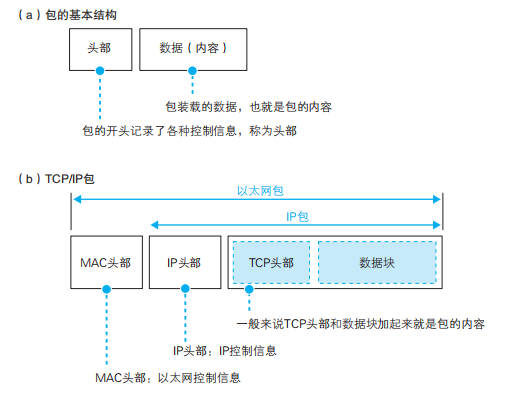 （a）包的基本结构
头部
数据（内容）
包装载的数据，也就是包的内容
包的开头记录了各种控制信息，称为头部
（b）TCP/IP包
以太网包
IP包
MAC头部
IP头部
TCP头部
数据块
一般来说TCP头部和数据块加起来就是包的内容
IP头部：IP控制信息
MAC头部：以太网控制信息